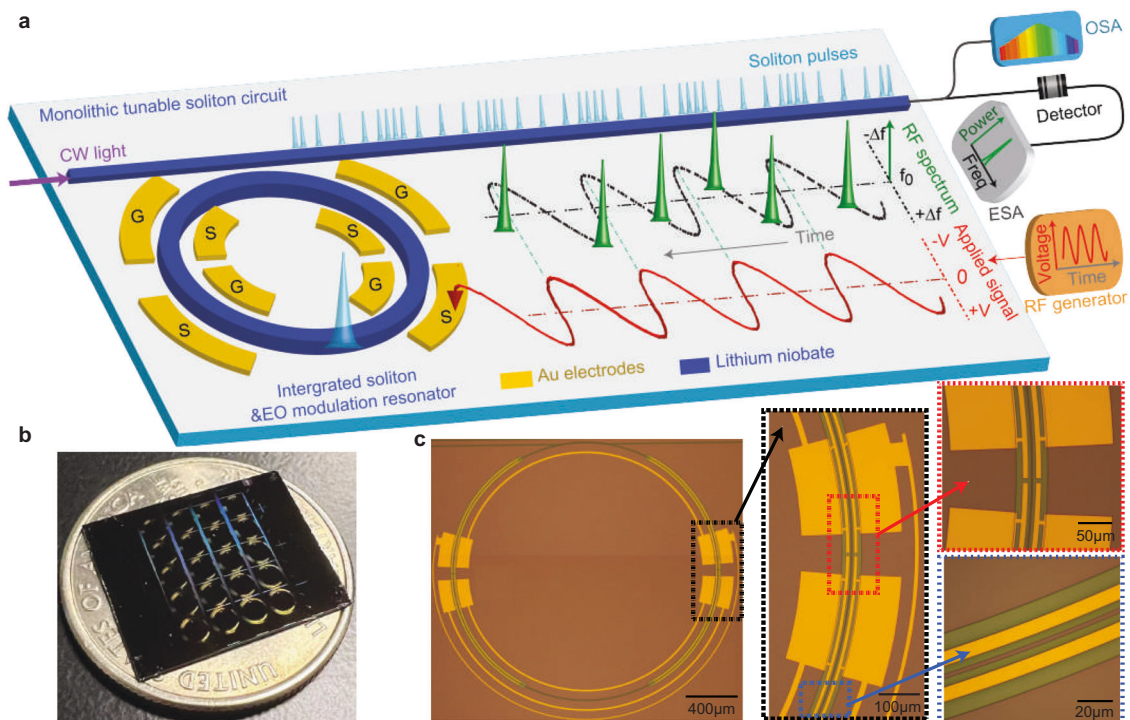 a
Monolithic tunable soliton circuit
Soliton pulses
OSA
CW light
Detector
Power
Freq
ESA
-Δf
f0
+Δf
RF spectrum
G
G
S
S
G
G
S
S
Time
-V
0
+V
Applied signal
Voltage
Time
RF generator
Intergrated soliton
&EO modulation resonator
Au electrodes
Lithium niobate
b
UNITED
c
400μm
100μm
50μm
20μm